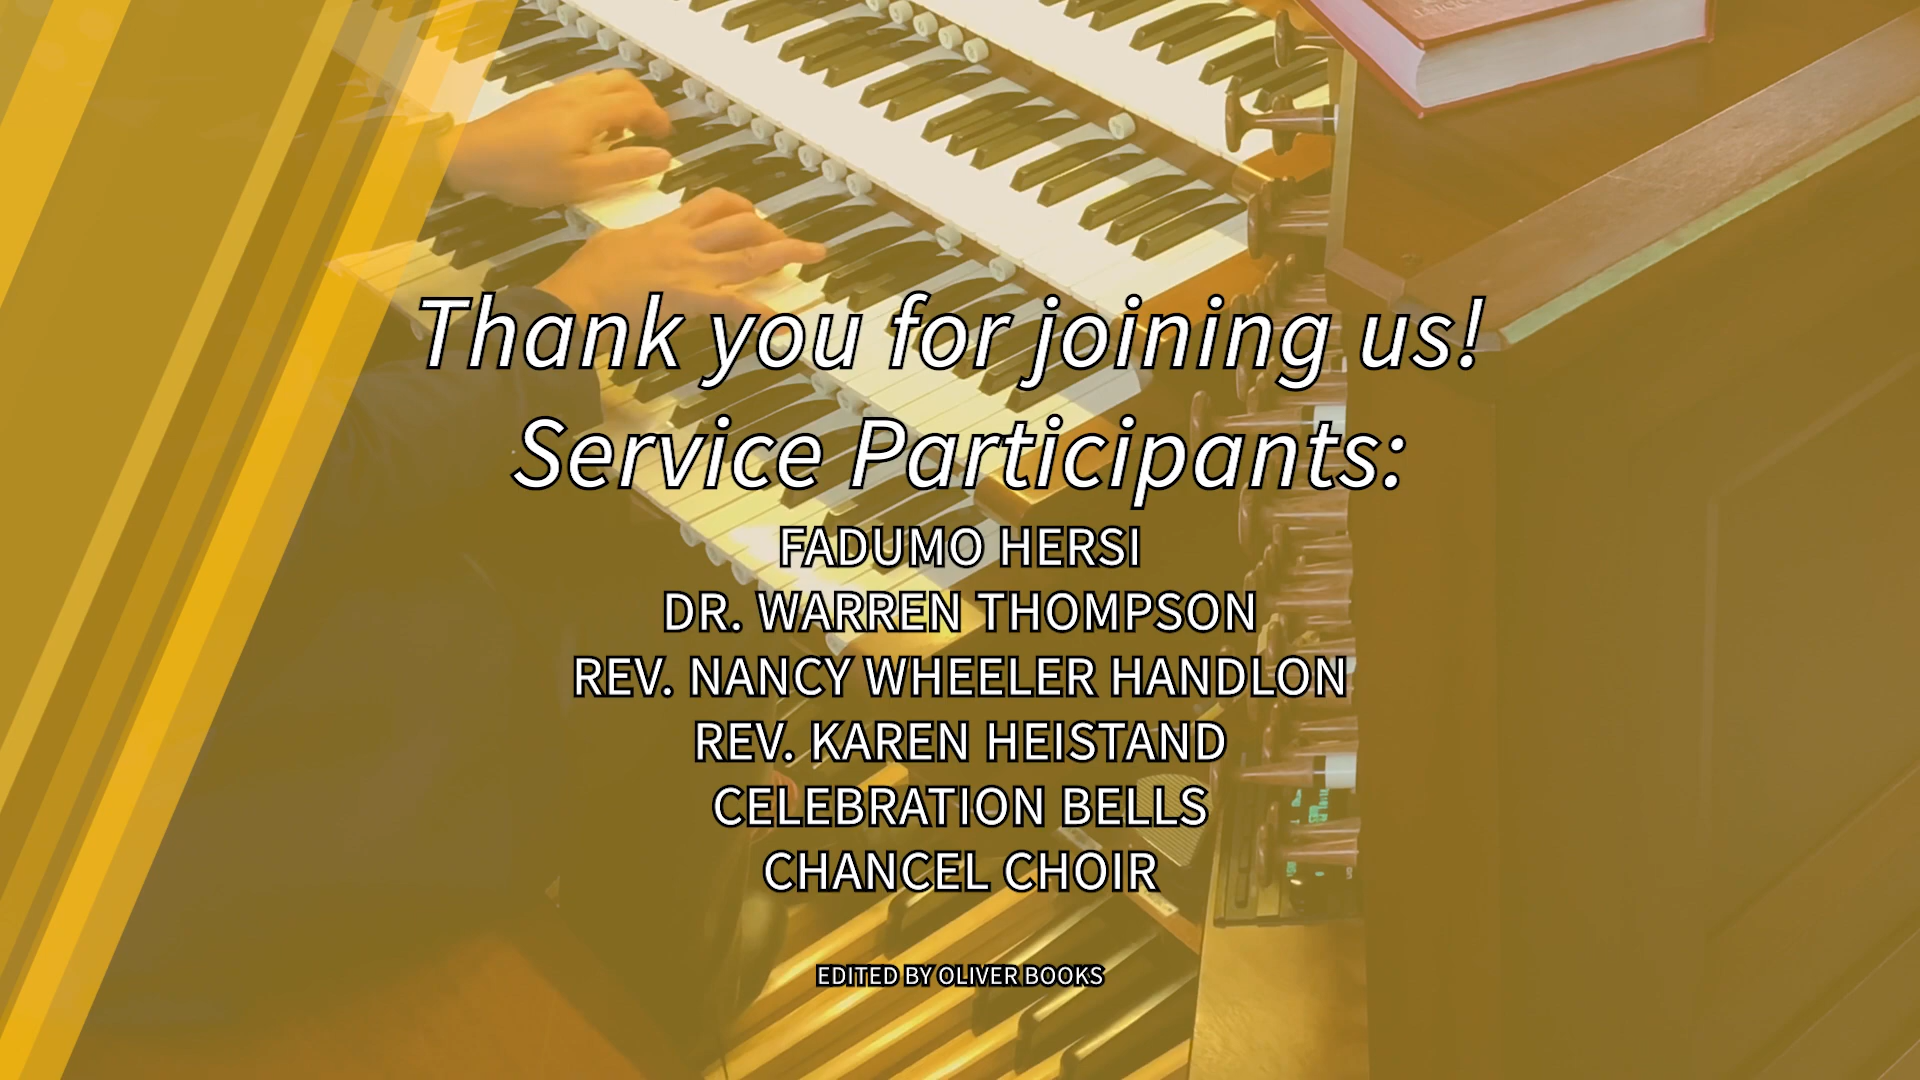 Thank you for joining us!
Service Participants:
FADUMO HERSI
DR. WARREN THOMPSON
REV. NANCY WHEELER HANDLON
REV. KAREN HEISTAND
CELEBRATION BELLS
CHANCEL CHOIR
EDITED BY OLIVER BOOKS